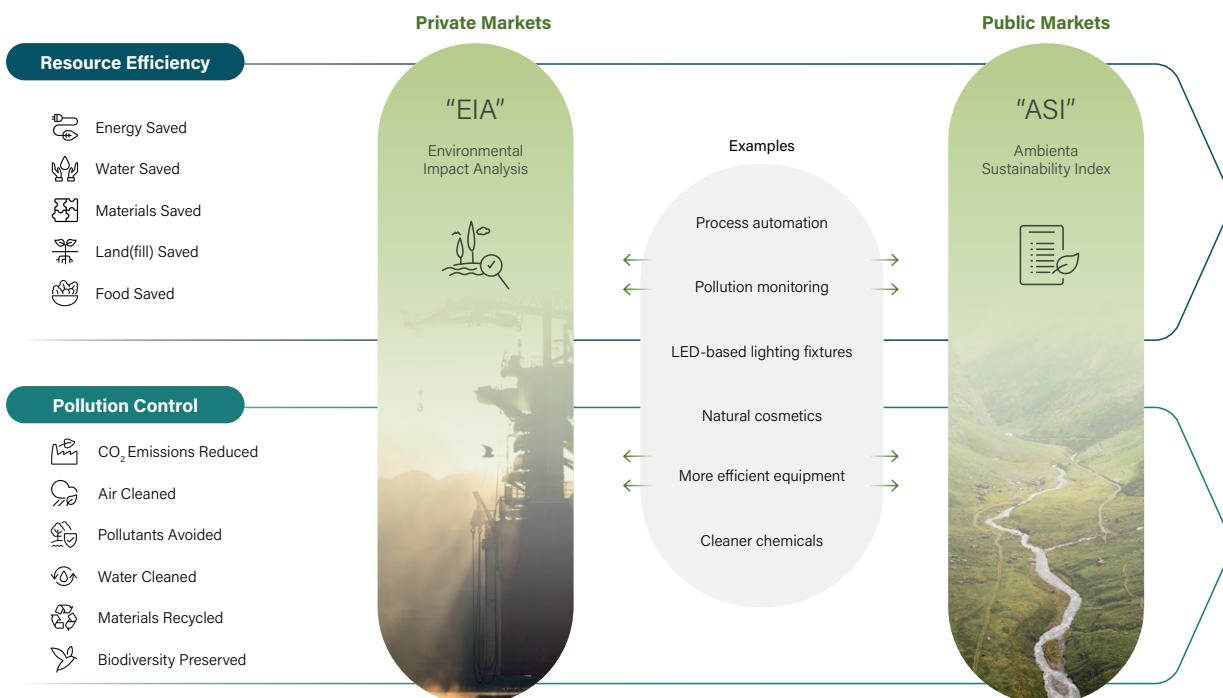 Private Markets
Public Markets
Resource Efficiency
Energy Saved
Water Saved
Materials Saved
Land(fill) Saved
Food Saved
Pollution Control
CO₂ Emissions Reduced
Air Cleaned
Pollutants Avoided
Water Cleaned
Materials Recycled
Biodiversity Preserved
“EIA”
Environmental
Impact Analysis
Examples
Process automation
Pollution monitoring
LED-based lighting fixtures
Natural cosmetics
More efficient equipment
Cleaner chemicals
“ASI”
Ambienta
Sustainability Index